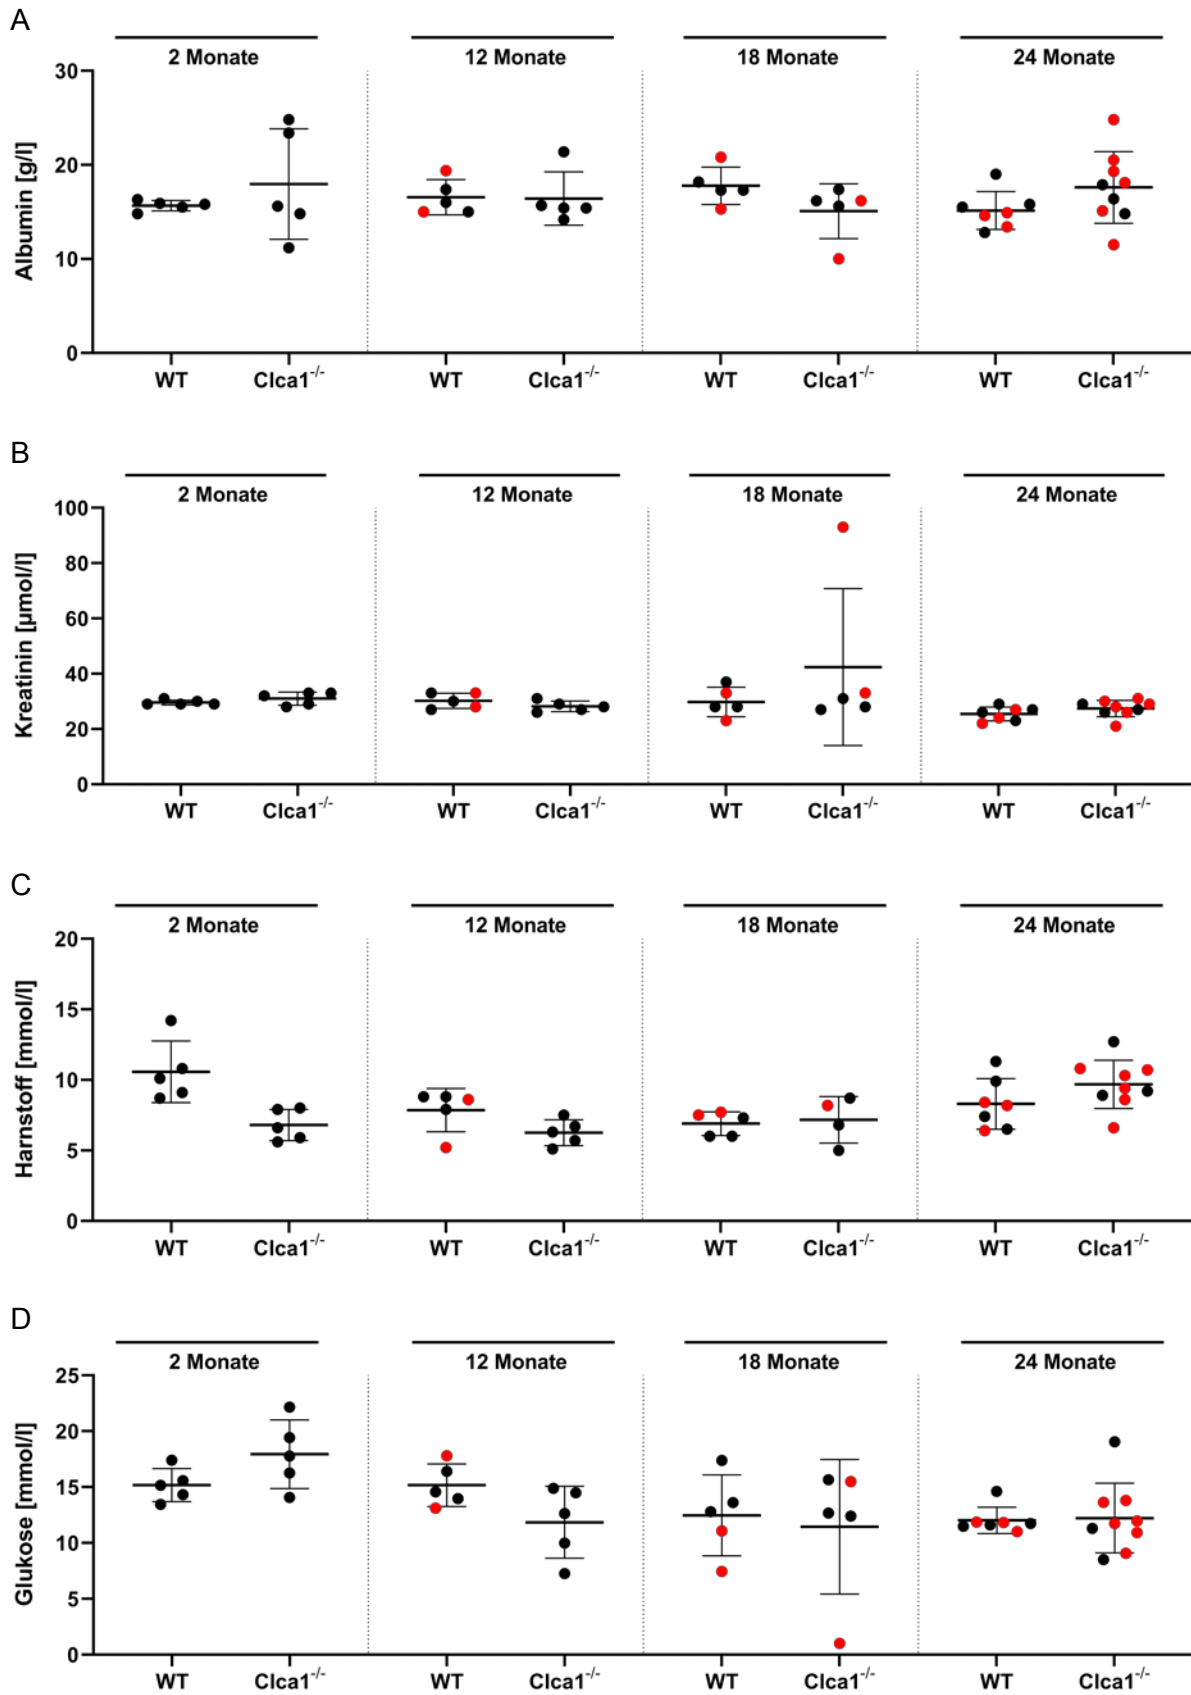 A
2 Monate 12 Monate 18 Monate 24 Monate
30
20
10
0
Albumin [g/l]
WT Clca1-/- WT Clca1-/- WT Clca1-/- WT Clca1-/-
B
2 Monate 12 Monate 18 Monate 24 Monate
100
80
60
40
20
0
Kreatinin [µmol/l]
WT Clca1-/- WT Clca1-/- WT Clca1-/- WT Clca1-/-
C
2 Monate 12 Monate 18 Monate 24 Monate
20
15
10
5
0
Harnstoff [mmol/l]
WT Clca1-/- WT Clca1-/- WT Clca1-/- WT Clca1-/-
D
2 Monate 12 Monate 18 Monate 24 Monate
25
20
15
10
5
0
Glukose [mmol/l]
WT Clca1-/- WT Clca1-/- WT Clca1-/- WT Clca1-/-